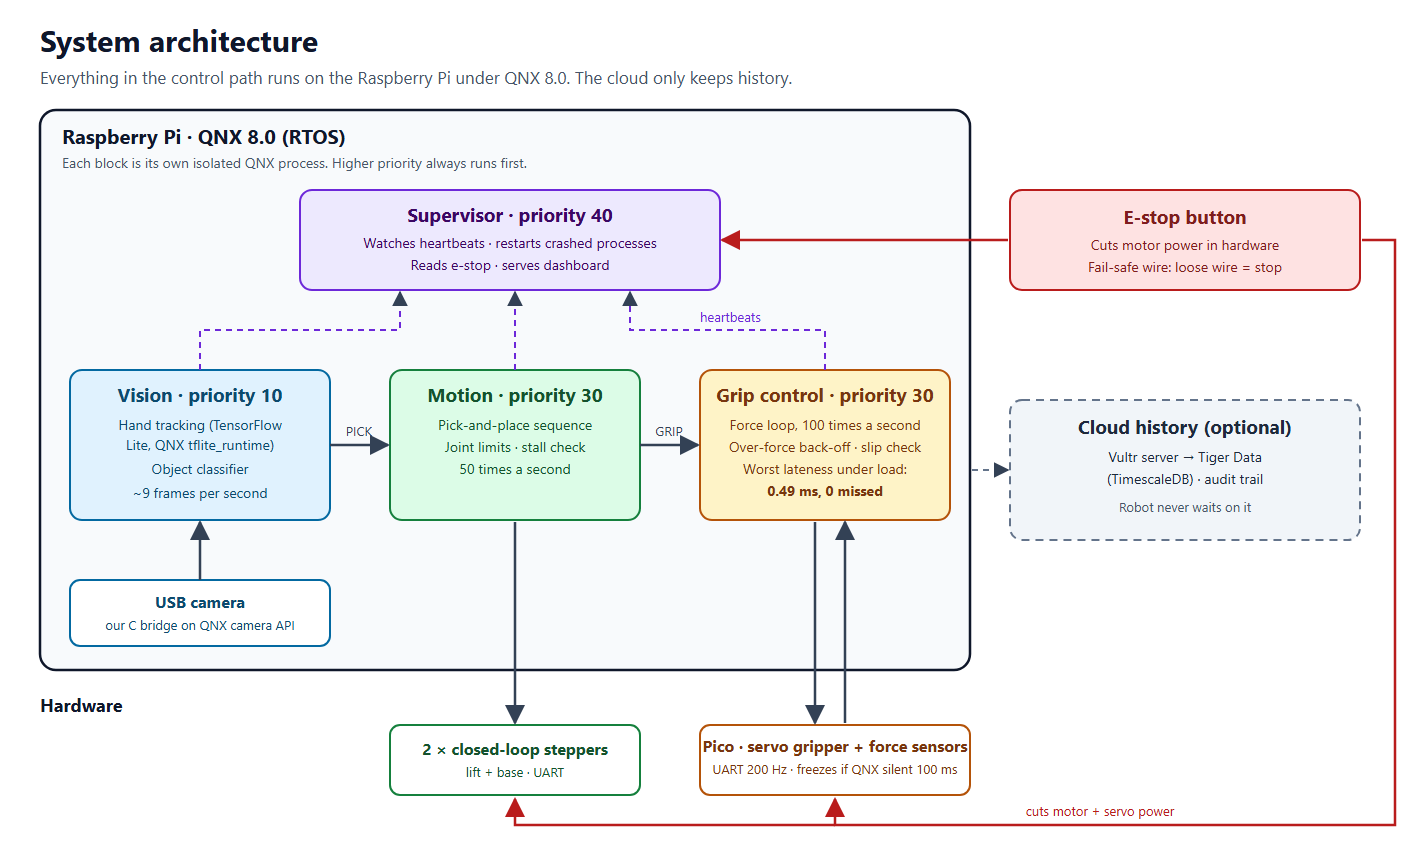 System architecture
Everything in the control path runs on the Raspberry Pi under QNX 8.0. The cloud only keeps history.
Raspberry Pi · QNX 8.0 (RTOS)
Each block is its own isolated QNX process. Higher priority always runs first.
Supervisor · priority 40
Watches heartbeats · restarts crashed processes
Reads e-stop · serves dashboard
E-stop button
Cuts motor power in hardware
Fail-safe wire: loose wire = stop
heartbeats
Vision · priority 10
Hand tracking (TensorFlow
Lite, QNX tflite_runtime)
Object classifier
~9 frames per second
PICK
Motion · priority 30
Pick-and-place sequence
Joint limits · stall check
50 times a second
GRIP
Grip control · priority 30
Force loop, 100 times a second
Over-force back-off · slip check
Worst lateness under load:
0.49 ms, 0 missed
Cloud history (optional)
Vultr server → Tiger Data
(TimescaleDB) · audit trail
Robot never waits on it
USB camera
our C bridge on QNX camera API
Hardware
2 × closed-loop steppers
lift + base · UART
Pico · servo gripper + force sensors
UART 200 Hz · freezes if QNX silent 100 ms
cuts motor + servo power